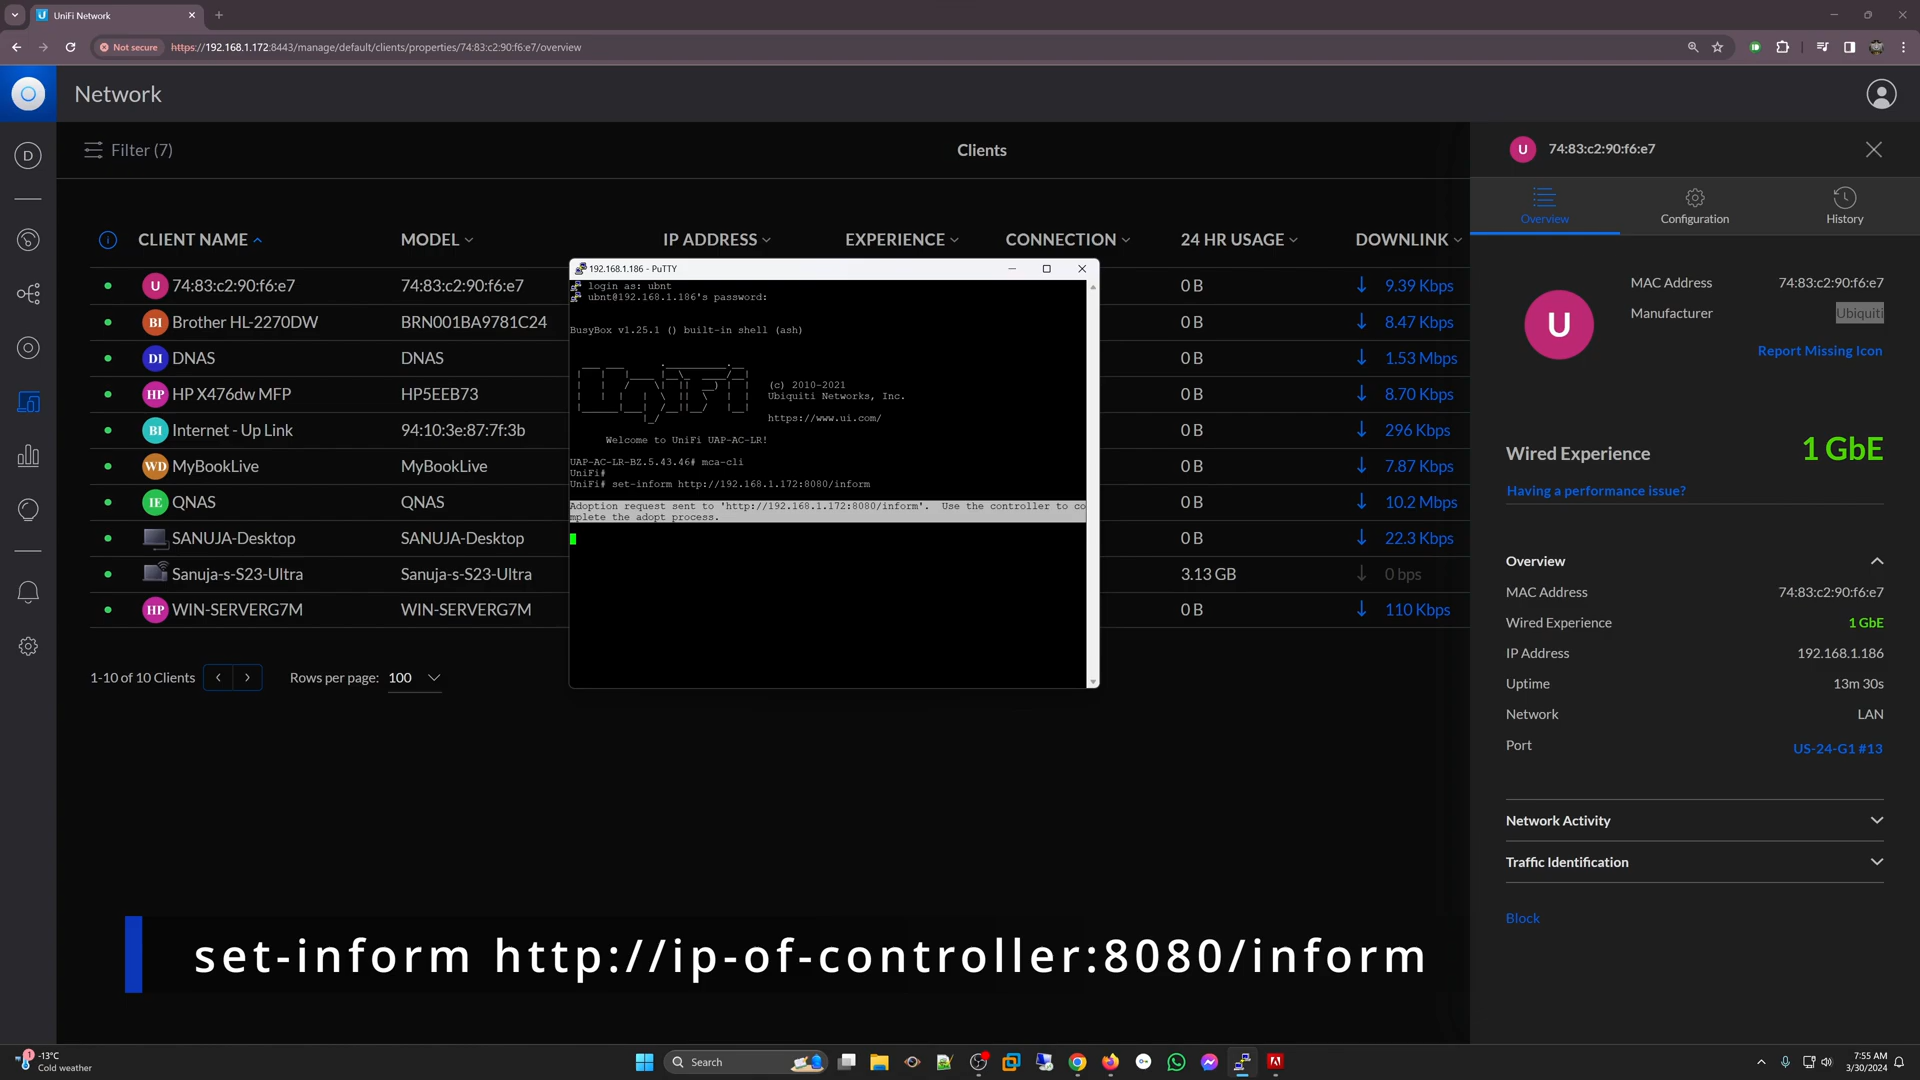 UniFi Network
Not secure
https://192.168.1.172:8443/manage/default/clients/properties/74:83:c2:90:f6:e7/overview
Network
D
Filter (7)
Clients
CLIENT NAME
MODEL
IP ADDRESS
EXPERIENCE
CONNECTION
24 HR USAGE
DOWNLINK
U 74:83:c2:90:f6:e7 74:83:c2:90:f6:e7 0 B 9.39 Kbps
BI Brother HL-2270DW BRN001BA9781C24 0 B 8.47 Kbps
DI DNAS DNAS 0 B 1.53 Mbps
HP HP X476dw MFP HP5EEB73 0 B 8.70 Kbps
BI Internet - Up Link 94:10:3e:87:7f:3b 0 B 296 Kbps
WD MyBookLive MyBookLive 0 B 7.87 Kbps
IE QNAS QNAS 0 B 10.2 Mbps
SANUJA-Desktop SANUJA-Desktop 0 B 22.3 Kbps
Sanuja-s-S23-Ultra Sanuja-s-S23-Ultra 3.13 GB 0 bps
HP WIN-SERVERG7M WIN-SERVERG7M 0 B 110 Kbps
1-10 of 10 Clients
Rows per page: 100
192.168.1.186 - PuTTY
login as: ubnt
ubnt@192.168.1.186's password:
BusyBox v1.25.1 () built-in shell (ash)
(c) 2010-2021
Ubiquiti Networks, Inc.
https://www.ui.com/
Welcome to UniFi UAP-AC-LR!
UAP-AC-LR-BZ.5.43.46# mca-cli
UniFi#
UniFi# set-inform http://192.168.1.172:8080/inform
Adoption request sent to 'http://192.168.1.172:8080/inform'.  Use the controller to co
mplete the adopt process.
U 74:83:c2:90:f6:e7
Overview
Configuration
History
U
MAC Address 74:83:c2:90:f6:e7
Manufacturer Ubiquiti
Report Missing Icon
Wired Experience 1 GbE
Having a performance issue?
Overview
MAC Address 74:83:c2:90:f6:e7
Wired Experience 1 GbE
IP Address 192.168.1.186
Uptime 13m 30s
Network LAN
Port US-24-G1 #13
Network Activity
Traffic Identification
Block
set-inform http://ip-of-controller:8080/inform
1
-13°C
Cold weather
Search
7:55 AM
3/30/2024